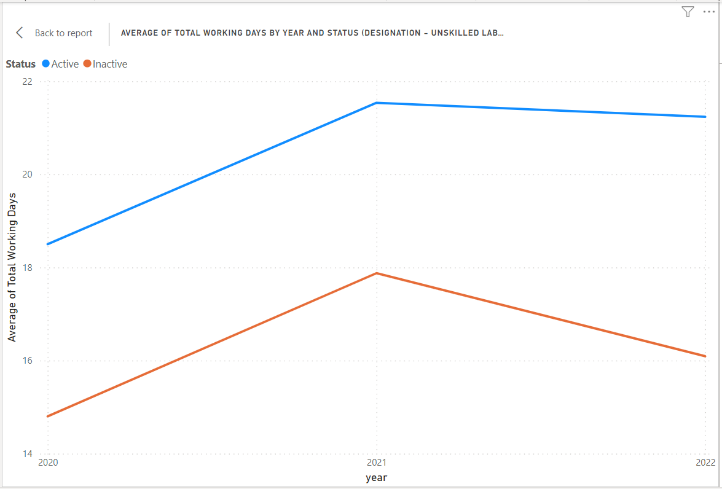 Back to report
AVERAGE OF TOTAL WORKING DAYS BY YEAR AND STATUS (DESIGNATION - UNSKILLED LAB...
Status Active Inactive
22
20
18
16
14
Average of Total Working Days
2020 2021 2022
year